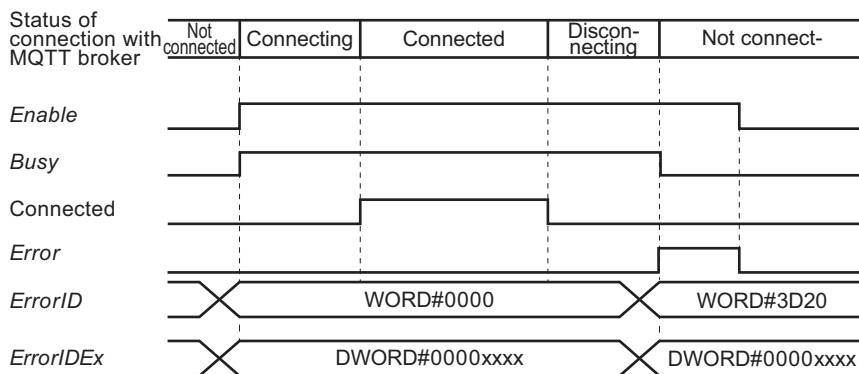 Status of
connection with
MQTT broker
Not
connected
Connecting
Connected
Discon-
necting
Not connect-
Enable
Busy
Connected
Error
ErrorID
WORD#0000
WORD#3D20
ErrorIDEx
DWORD#0000xxxx
DWORD#0000xxxx